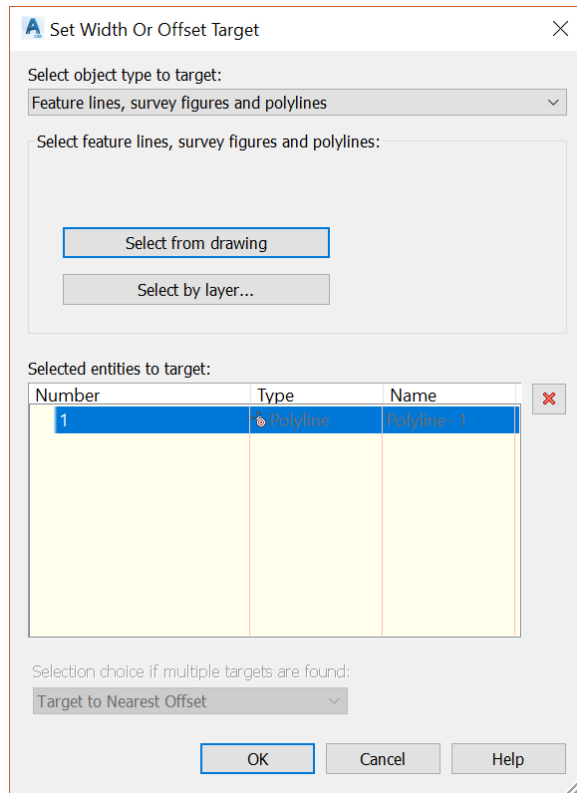 Set Width Or Offset Target
Select object type to target:
Feature lines, survey figures and polylines
Select feature lines, survey figures and polylines:
Select from drawing
Select by layer...
Selected entities to target:
Number Type Name
1 Polyline Polyline- 1
Selection choice if multiple targets are found:
Target to Nearest Offset
OK Cancel Help